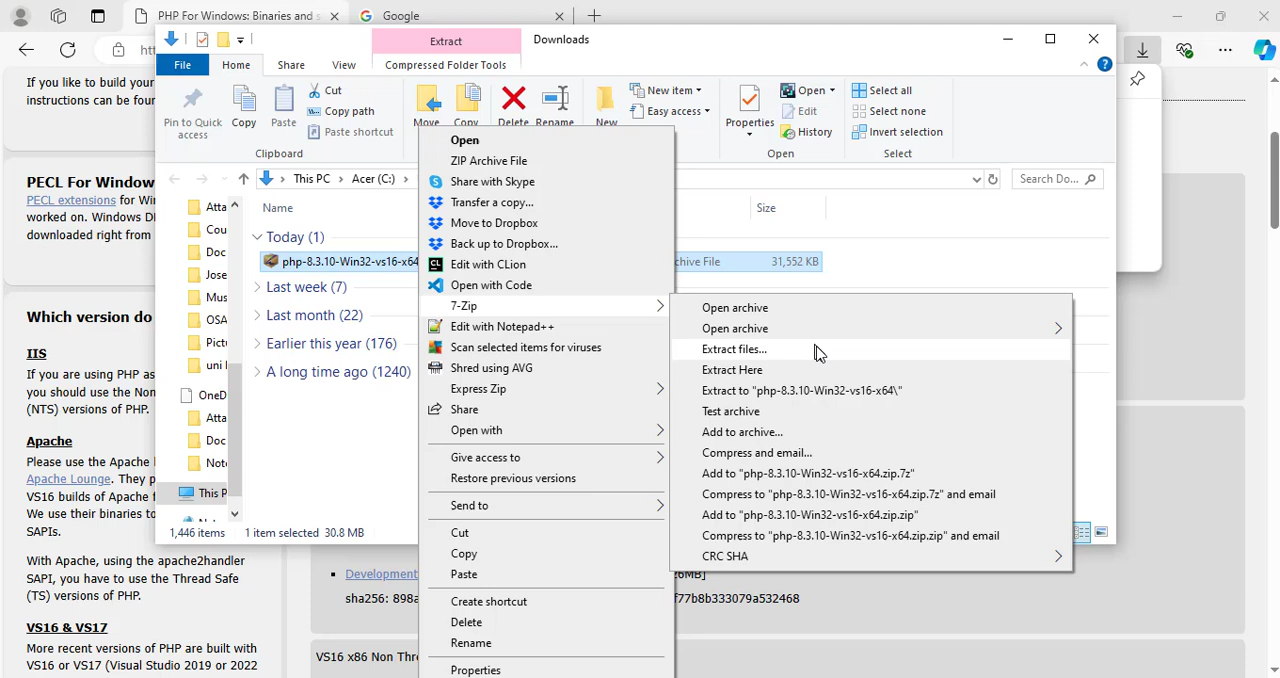 PHP For Windows: Binaries and s
Google
htt
Extract
Downloads
File
Home
Share
View
Compressed Folder Tools
Pin to Quick access
Copy
Paste
Cut
Copy path
Paste shortcut
Clipboard
Move
Copy
Delete
Rename
New
New item
Easy access
Properties
Open
Edit
History
Open
Select all
Select none
Invert selection
Select
This PC
Acer (C:)
Search Do...
Name
Size
Atta
Cou
Doc
Jose
Mus
OSA
Pict
uni
OneD
Atta
Doc
Note
This P
Today (1)
php-8.3.10-Win32-vs16-x64
chive File
31,552 KB
Last week (7)
Last month (22)
Earlier this year (176)
A long time ago (1240)
1,446 items
1 item selected 30.8 MB
Open
ZIP Archive File
Share with Skype
Transfer a copy...
Move to Dropbox
Back up to Dropbox...
CL Edit with CLion
Open with Code
7-Zip
Edit with Notepad++
Scan selected items for viruses
Shred using AVG
Express Zip
Share
Open with
Give access to
Restore previous versions
Send to
Cut
Copy
Paste
Create shortcut
Delete
Rename
Properties
Open archive
Open archive
Extract files...
Extract Here
Extract to "php-8.3.10-Win32-vs16-x64\"
Test archive
Add to archive...
Compress and email...
Add to "php-8.3.10-Win32-vs16-x64.zip.7z"
Compress to "php-8.3.10-Win32-vs16-x64.zip.7z" and email
Add to "php-8.3.10-Win32-vs16-x64.zip.zip"
Compress to "php-8.3.10-Win32-vs16-x64.zip.zip" and email
CRC SHA
If you like to build your
instructions can be four
PECL For Window
PECL extensions for Win
worked on. Windows D
downloaded right from
Which version do
IIS
If you are using PHP as
you should use the Non
(NTS) versions of PHP.
Apache
Please use the Apache
Apache Lounge. They p
VS16 builds of Apache f
We use their binaries to
SAPIs.
With Apache, using the apache2handler
SAPI, you have to use the Thread Safe
(TS) versions of PHP.
VS16 & VS17
More recent versions of PHP are built with
VS16 or VS17 (Visual Studio 2019 or 2022
Development
26MB]
sha256: 898a
f77b8b333079a532468
VS16 x86 Non Thre